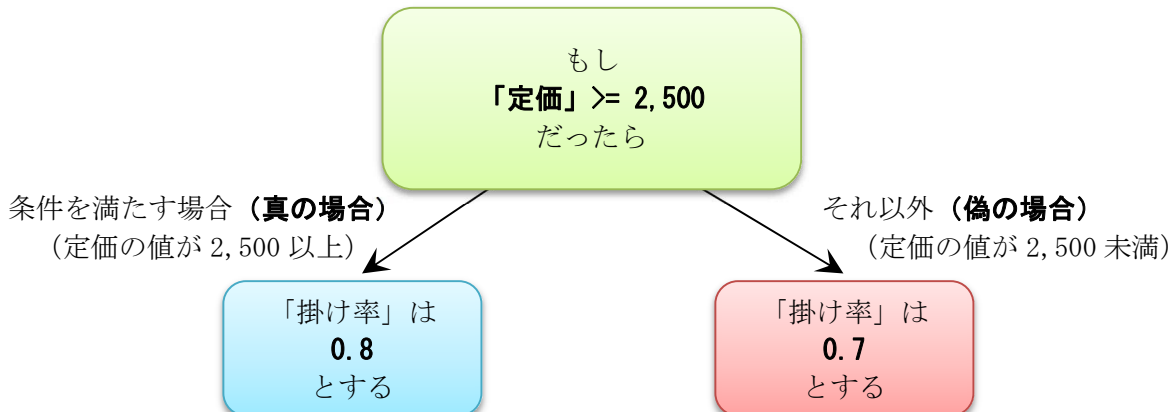 もし
「定価」>= 2,500
だったら
条件を満たす場合（真の場合）
（定価の値が 2,500 以上）
それ以外（偽の場合）
（定価の値が 2,500 未満）
「掛け率」は
0.8
とする
「掛け率」は
0.7
とする